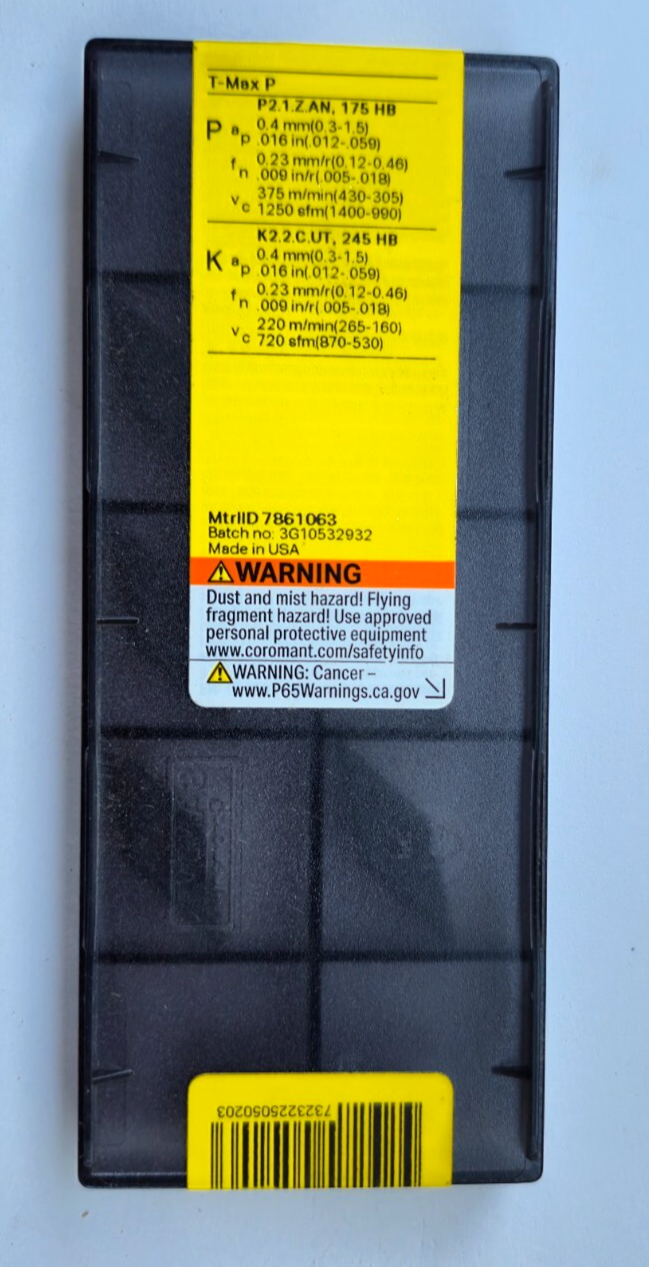 T-Max P
P2.1.Z.AN, 175 HB
P ap 0.4 mm(0.3-1.5)
.016 in(.012-.059)
fn 0.23 mm/r(0.12-0.46)
.009 in/r(.005-.018)
vc 375 m/min(430-305)
1250 sfm(1400-990)
K2.2.C.UT, 245 HB
K ap 0.4 mm(0.3-1.5)
.016 in(.012-.059)
fn 0.23 mm/r(0.12-0.46)
.009 in/r(.005-.018)
vc 220 m/min(265-160)
720 sfm(870-530)
MtrlID 7861063
Batch no: 3G10532932
Made in USA
WARNING
Dust and mist hazard! Flying
fragment hazard! Use approved
personal protective equipment
www.coromant.com/safetyinfo
WARNING: Cancer –
www.P65Warnings.ca.gov
7323225050203